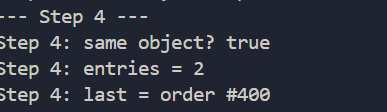 --- Step 4 ---
Step 4: same object? true
Step 4: entries = 2
Step 4: last = order #400